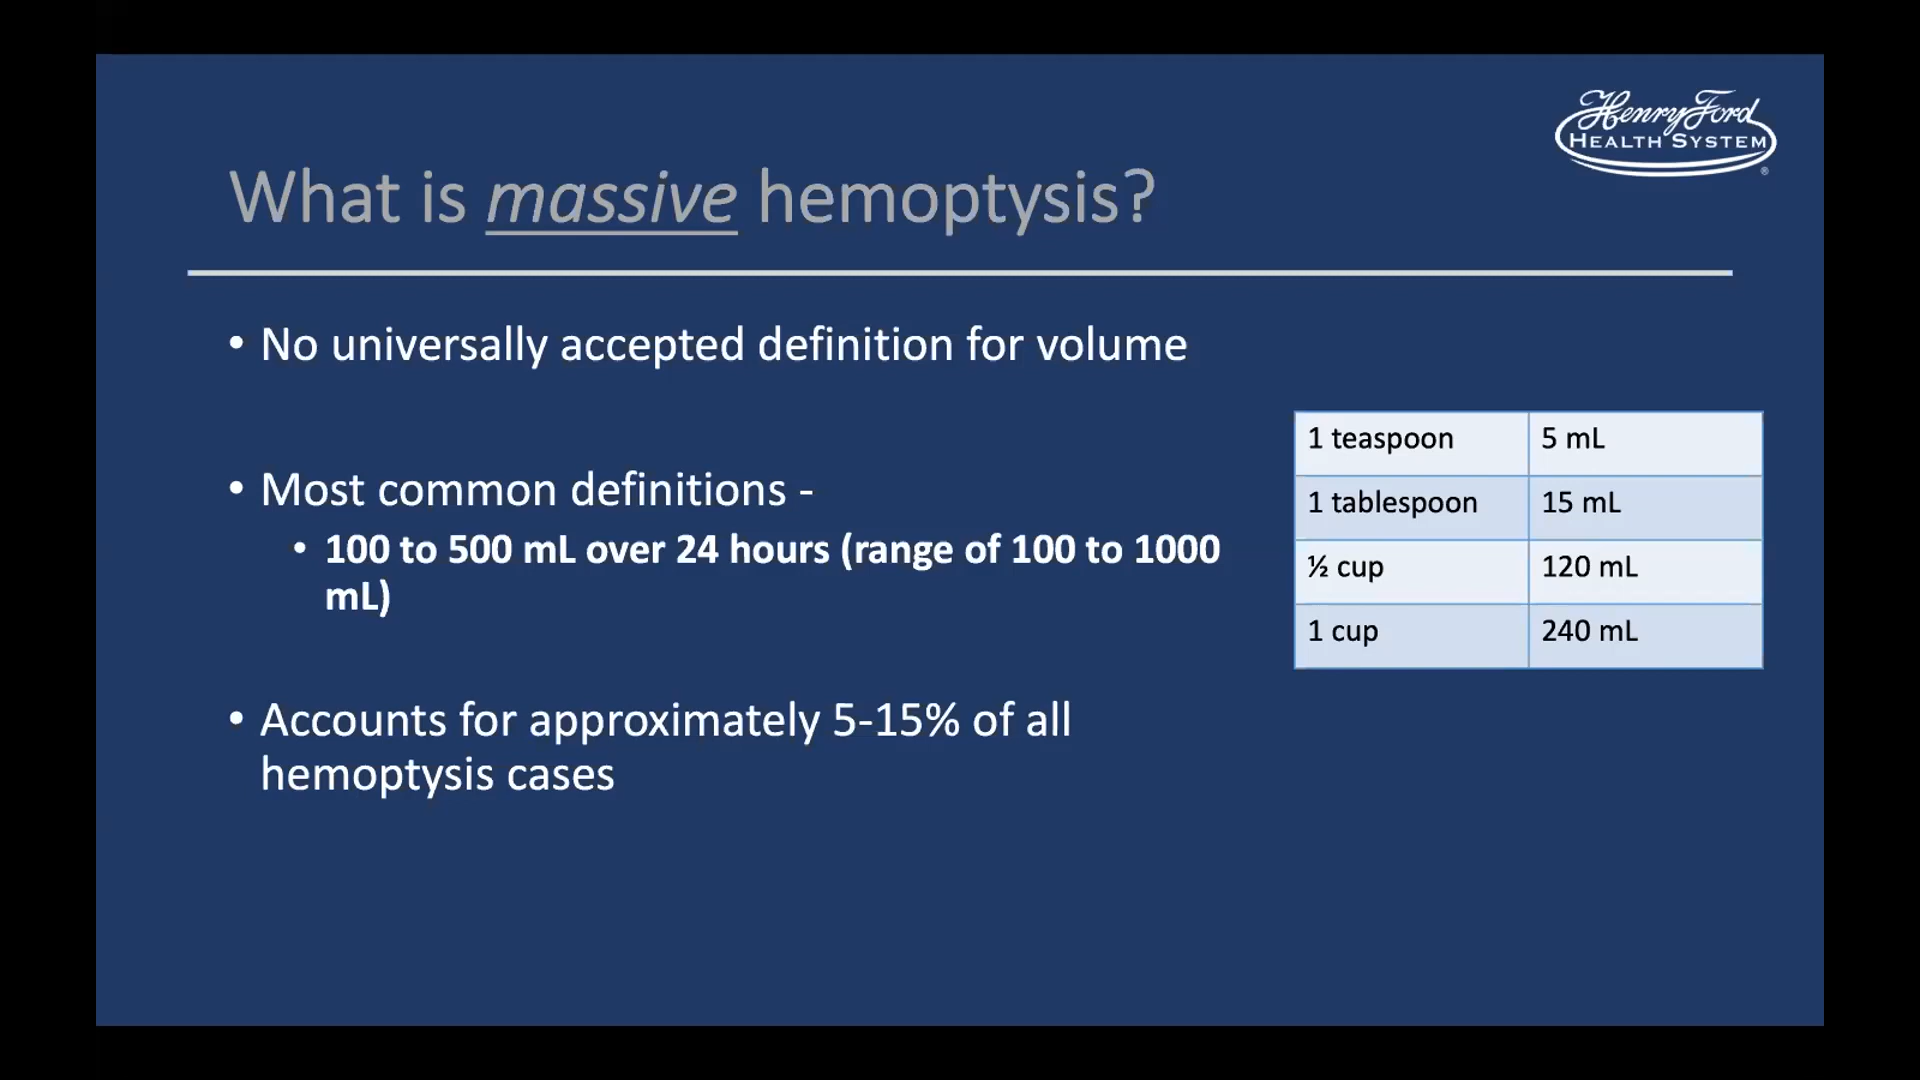 Henry Ford
HEALTH SYSTEM®
What is massive hemoptysis?
• No universally accepted definition for volume
• Most common definitions -
• 100 to 500 mL over 24 hours (range of 100 to 1000
mL)
• Accounts for approximately 5-15% of all
hemoptysis cases
1 teaspoon 5 mL
1 tablespoon 15 mL
½ cup 120 mL
1 cup 240 mL